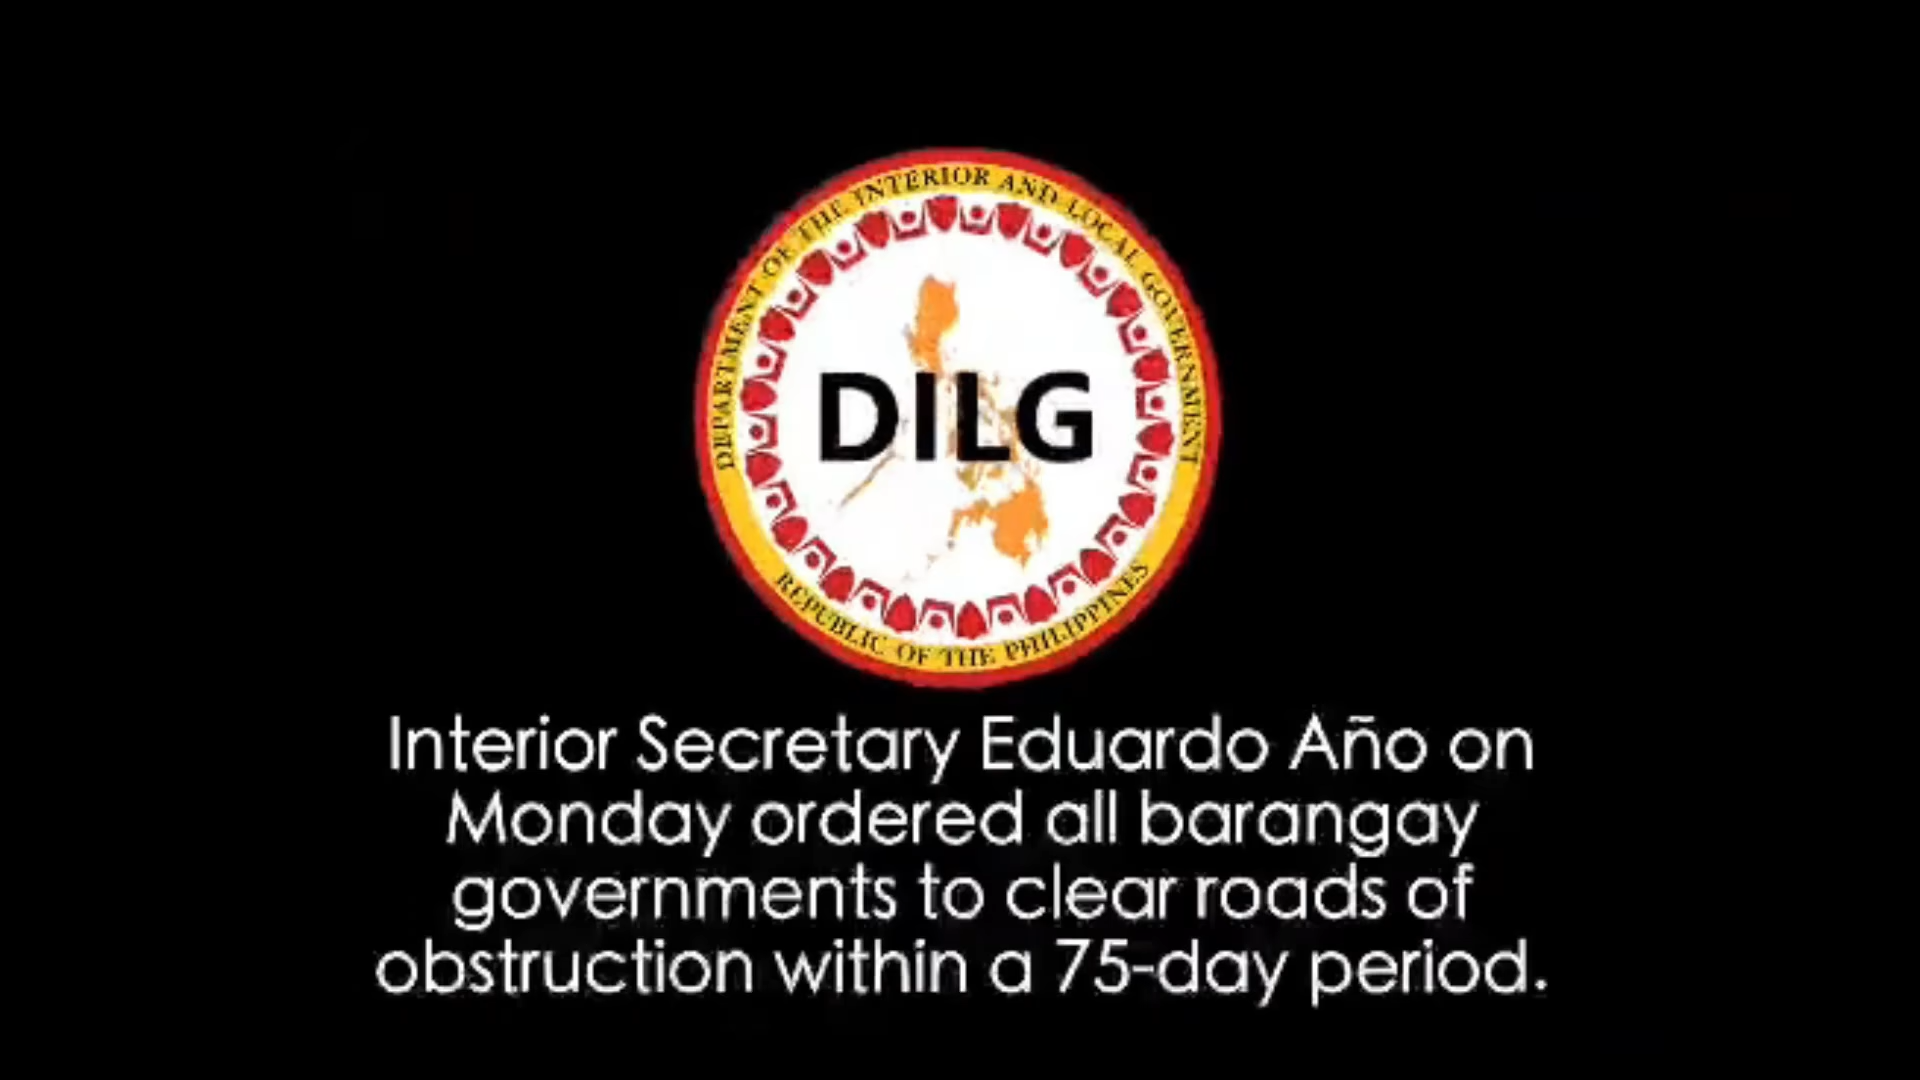 DEPARTMENT OF THE INTERIOR AND LOCAL GOVERNMENT
DILG
REPUBLIC OF THE PHILIPPINES
Interior Secretary Eduardo Año on
Monday ordered all barangay
governments to clear roads of
obstruction within a 75-day period.